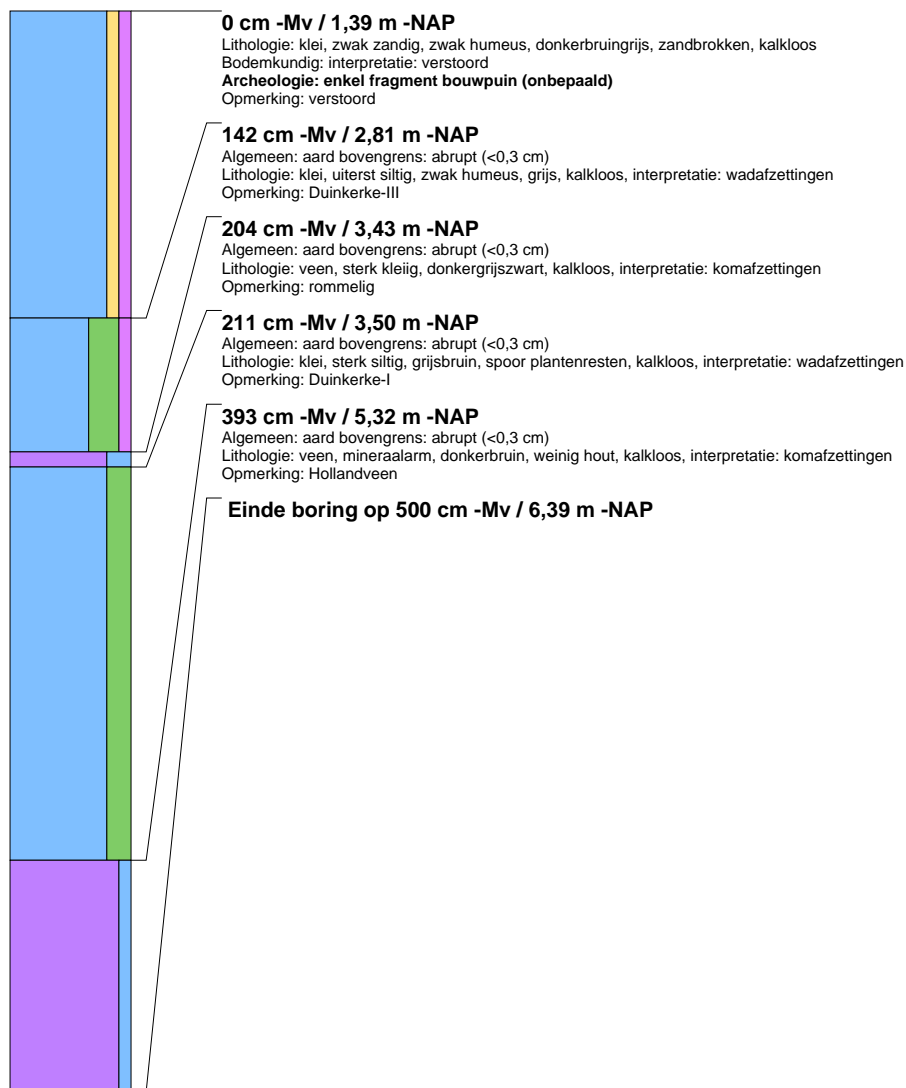 0 cm -Mv / 1,39 m -NAP
Lithologie: klei, zwak zandig, zwak humeus, donkerbruingrijs, zandbrokken, kalkloos
Bodemkundig: interpretatie: verstoord
Archeologie: enkel fragment bouwpuin (onbepaald)
Opmerking: verstoord
142 cm -Mv / 2,81 m -NAP
Algemeen: aard bovengrens: abrupt (<0,3 cm)
Lithologie: klei, uiterst siltig, zwak humeus, grijs, kalkloos, interpretatie: wadafzettingen
Opmerking: Duinkerke-III
204 cm -Mv / 3,43 m -NAP
Algemeen: aard bovengrens: abrupt (<0,3 cm)
Lithologie: veen, sterk kleiig, donkergrijszwart, kalkloos, interpretatie: komafzettingen
Opmerking: rommelig
211 cm -Mv / 3,50 m -NAP
Algemeen: aard bovengrens: abrupt (<0,3 cm)
Lithologie: klei, sterk siltig, grijsbruin, spoor plantenresten, kalkloos, interpretatie: wadafzettingen
Opmerking: Duinkerke-I
393 cm -Mv / 5,32 m -NAP
Algemeen: aard bovengrens: abrupt (<0,3 cm)
Lithologie: veen, mineraalarm, donkerbruin, weinig hout, kalkloos, interpretatie: komafzettingen
Opmerking: Hollandveen
Einde boring op 500 cm -Mv / 6,39 m -NAP